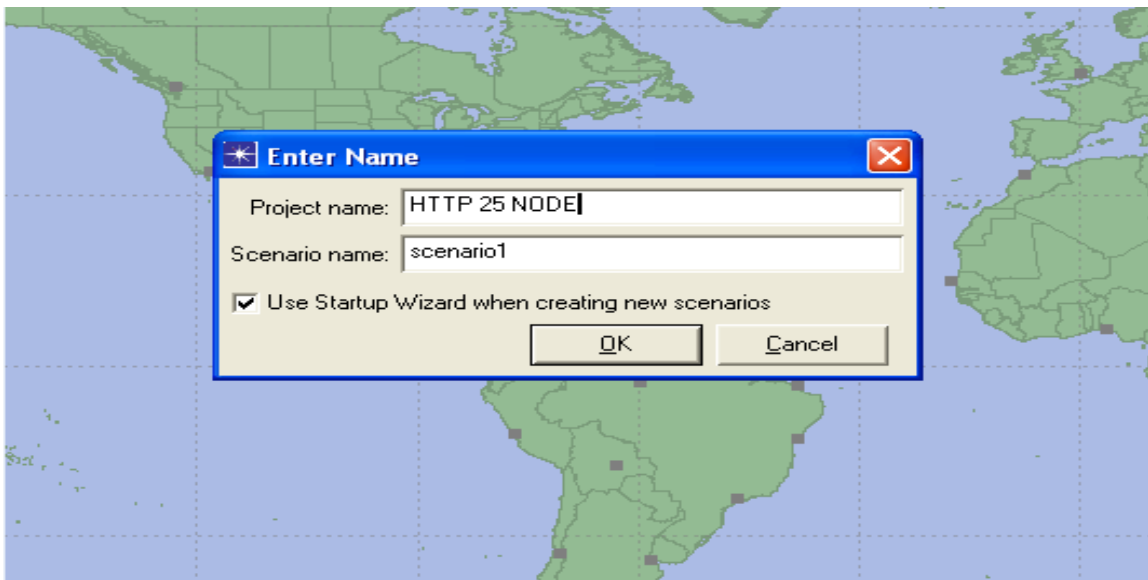 Enter Name
Project name: HTTP 25 NODE
Scenario name: scenario1
Use Startup Wizard when creating new scenarios
OK Cancel